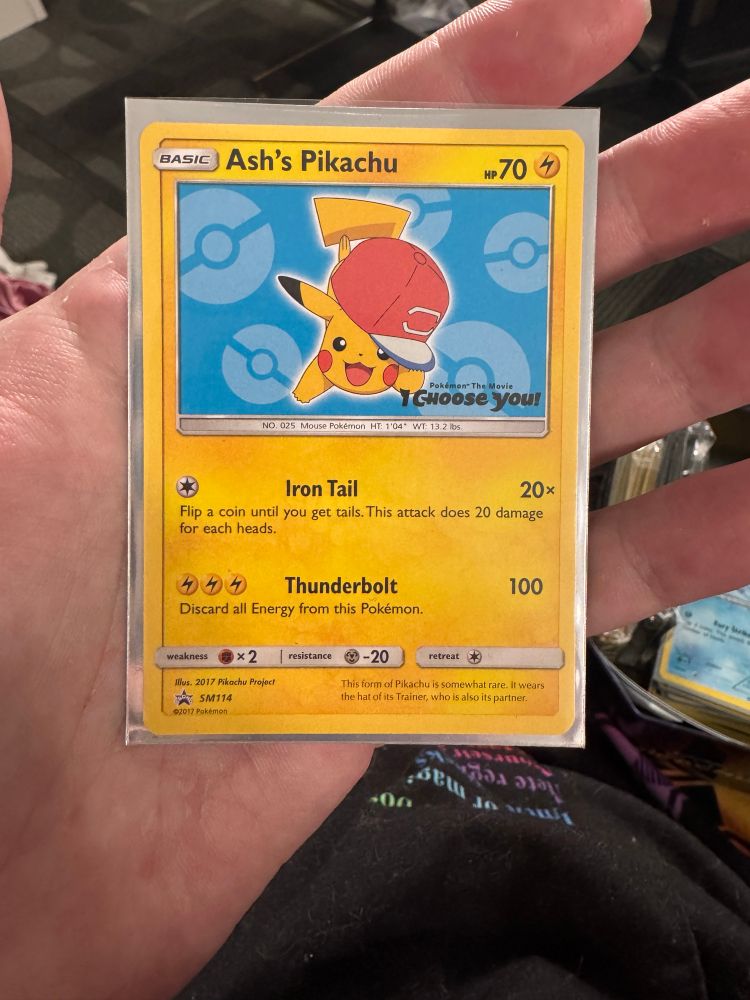 BASIC Ash's Pikachu HP 70
Pokémon™ The Movie
I Choose You!
NO. 025 Mouse Pokémon HT: 1'04" WT: 13.2 lbs.
Iron Tail 20×
Flip a coin until you get tails. This attack does 20 damage
for each heads.
Thunderbolt 100
Discard all Energy from this Pokémon.
weakness ×2 resistance -20 retreat
Illus. 2017 Pikachu Project
SM114
©2017 Pokémon
This form of Pikachu is somewhat rare. It wears
the hat of its Trainer, who is also its partner.